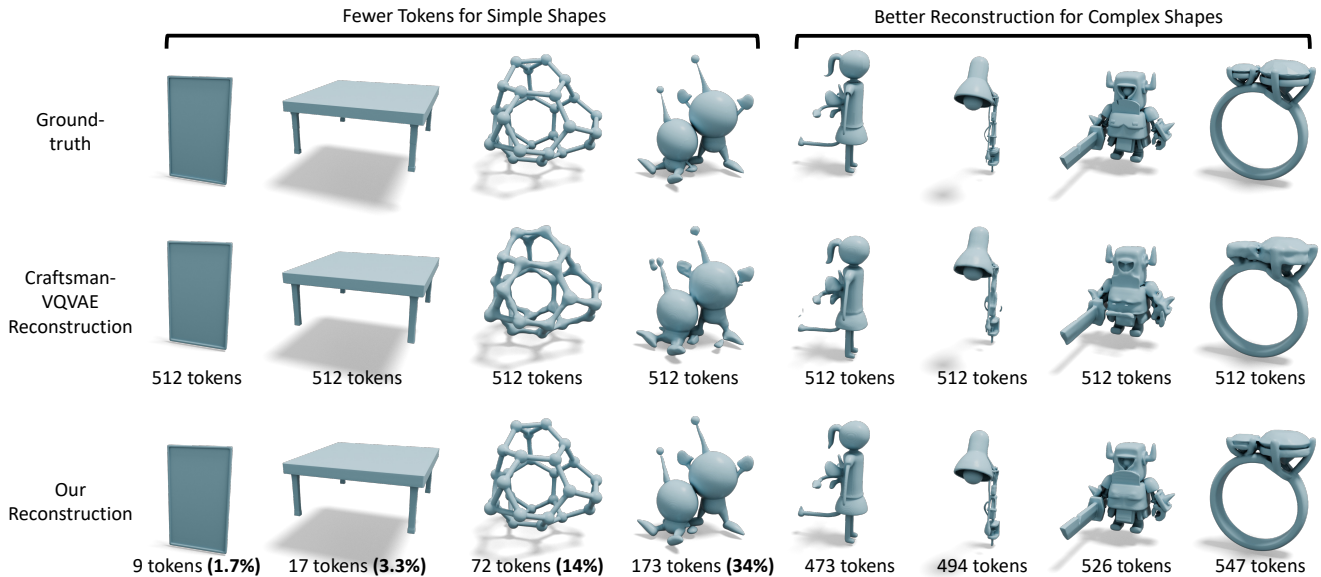 Fewer Tokens for Simple Shapes
Better Reconstruction for Complex Shapes
Ground-
truth
Craftsman-
VQVAE
Reconstruction
512 tokens
512 tokens
512 tokens
512 tokens
512 tokens
512 tokens
512 tokens
512 tokens
Our
Reconstruction
9 tokens (1.7%)
17 tokens (3.3%)
72 tokens (14%)
173 tokens (34%)
473 tokens
494 tokens
526 tokens
547 tokens